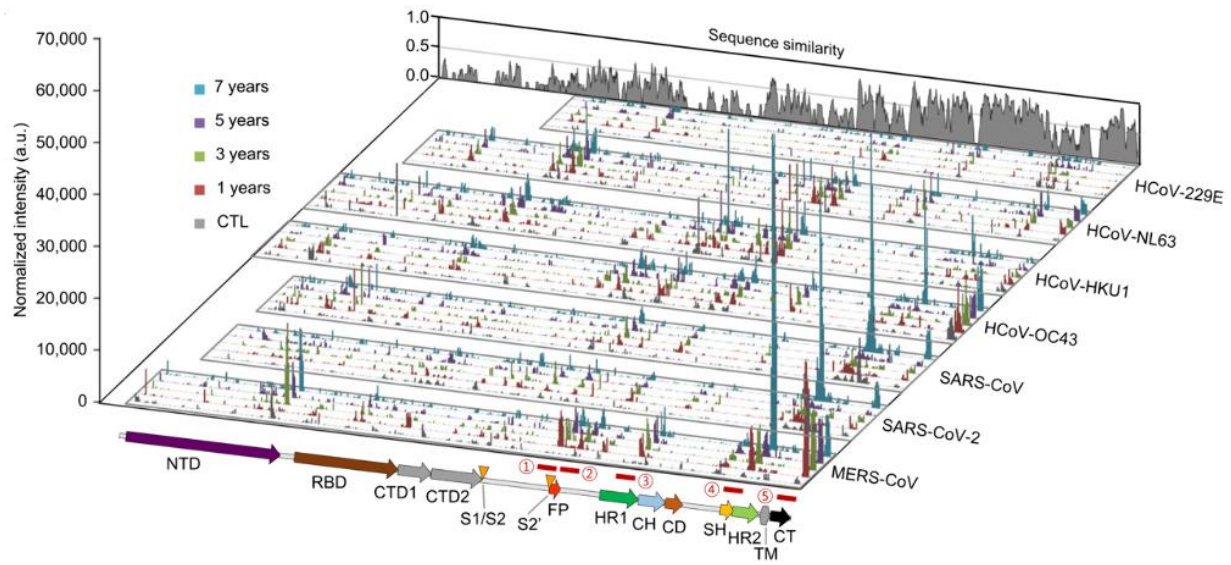 1.0
0.5
0.0
Sequence similarity
70,000
60,000
50,000
40,000
30,000
20,000
10,000
0
Normalized intensity (a.u.)
7 years
5 years
3 years
1 years
CTL
HCoV-229E
HCoV-NL63
HCoV-HKU1
HCoV-OC43
SARS-CoV
SARS-CoV-2
MERS-CoV
① ② ③ ④ ⑤
NTD
RBD
CTD1
CTD2
S1/S2
S2'
FP
HR1
CH
CD
SH
HR2
TM
CT